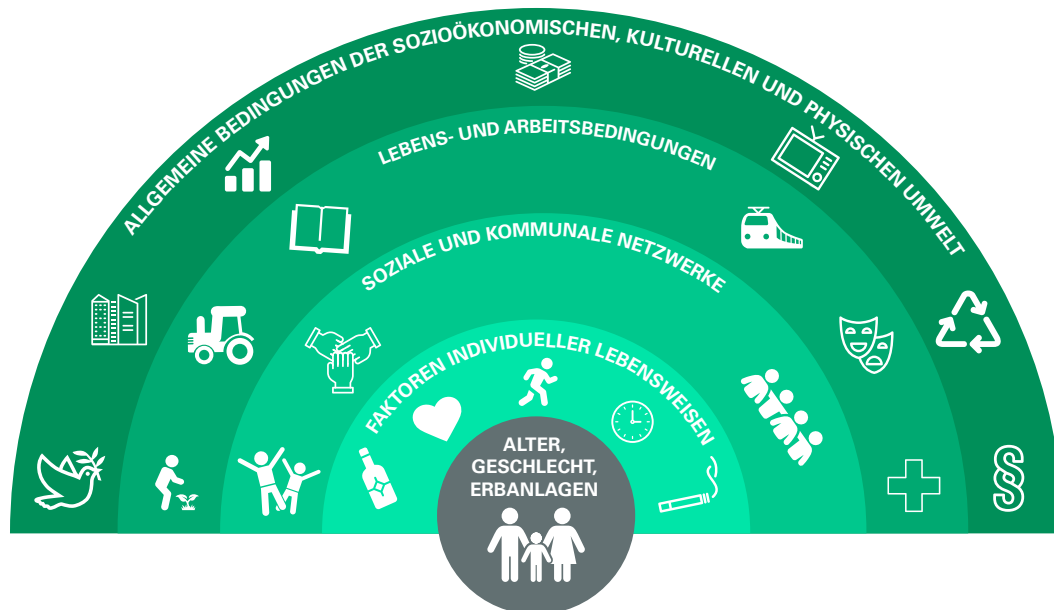 ALLGEMEINE BEDINGUNGEN DER SOZIOÖKONOMISCHEN, KULTURELLEN UND PHYSISCHEN UMWELT
LEBENS- UND ARBEITSBEDINGUNGEN
SOZIALE UND KOMMUNALE NETZWERKE
FAKTOREN INDIVIDUELLER LEBENSWEISEN
ALTER,
GESCHLECHT,
ERBANLAGEN
§